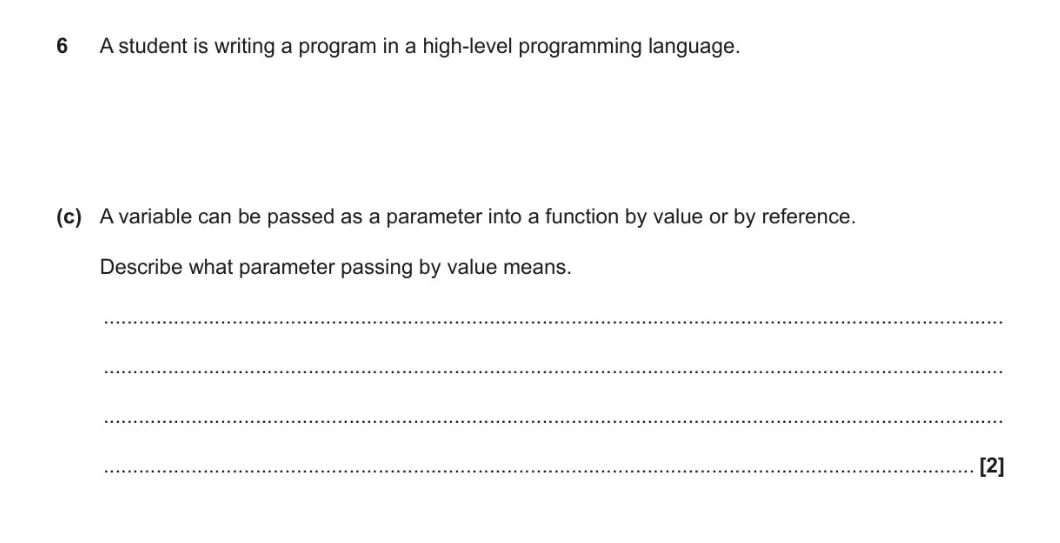 6 A student is writing a program in a high-level programming language.
(c) A variable can be passed as a parameter into a function by value or by reference.
Describe what parameter passing by value means.
...................................................................................................................................................
...................................................................................................................................................
...................................................................................................................................................
.............................................................................................................................................. [2]